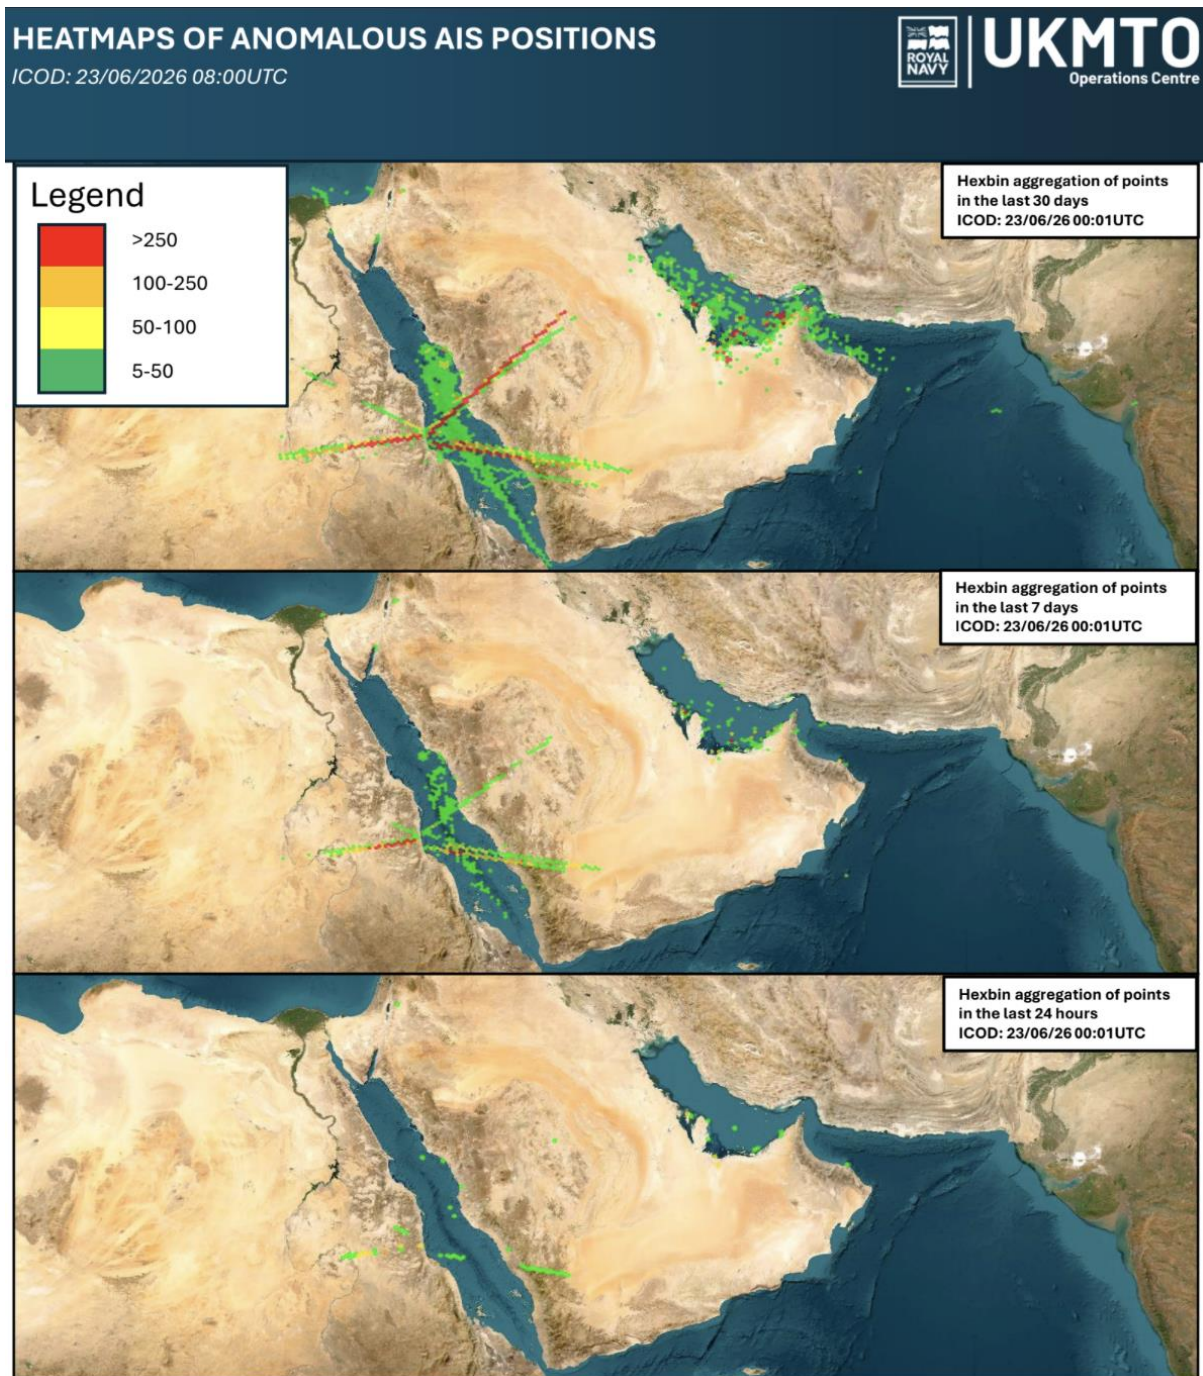 HEATMAPS OF ANOMALOUS AIS POSITIONS
ICOD: 23/06/2026 08:00UTC
ROYAL
NAVY
UKMTO
Operations Centre
Legend
>250
100-250
50-100
5-50
Hexbin aggregation of points
in the last 30 days
ICOD: 23/06/26 00:01UTC
Hexbin aggregation of points
in the last 7 days
ICOD: 23/06/26 00:01UTC
Hexbin aggregation of points
in the last 24 hours
ICOD: 23/06/26 00:01UTC